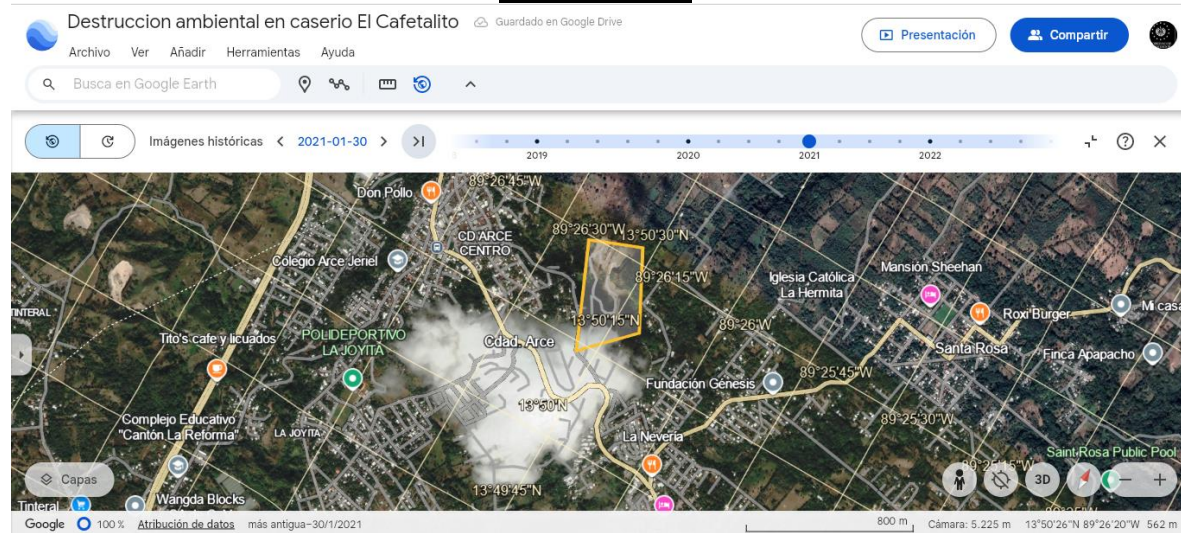 Destruccion ambiental en caserio El Cafetalito
Guardado en Google Drive
Archivo Ver Añadir Herramientas Ayuda
Presentación
Compartir
Busca en Google Earth
Imágenes históricas
2021-01-30
2019 2020 2021 2022
Don Pollo
89°26'45"W
CD ARCE
CENTRO
89°26'30"W
13°50'30"N
Colegio Arce Jeriel
89°26'15"W
Iglesia Católica
La Hermita
Mansión Sheehan
TINTERAL
Tito's cafe y licuados
POLIDEPORTIVO
LA JOYITA
Cdad. Arce
13°50'15"N
89°26'W
Roxi'Burger
Mi casa
Santa Rosa
Finca Apapacho
Fundación Génesis
89°25'45"W
13°50'N
Complejo Educativo
"Cantón La Reforma"
LA JOYITA
La Nevería
89°25'30"W
Santa Rosa Public Pool
Capas
13°49'45"N
89°25'15"W
3D
Tinteral
Wangda Blocks
Google 100 % Atribución de datos más antigua–30/1/2021
800 m
Cámara: 5.225 m 13°50'26"N 89°26'20"W 562 m